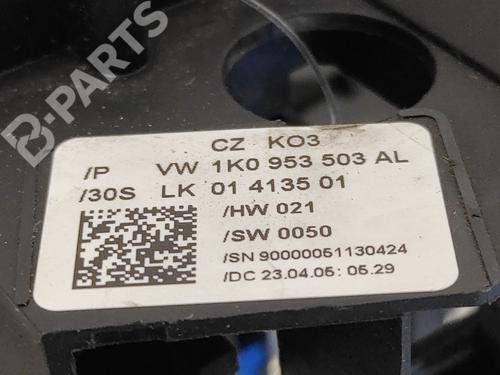 B-PARTS
CZ KO3
/P VW 1K0 953 503 AL
/30S LK 01 4135 01
/HW 021
/SW 0050
/SN 90000051130424
/DC 23.04.05: 05.29
B-PARTS